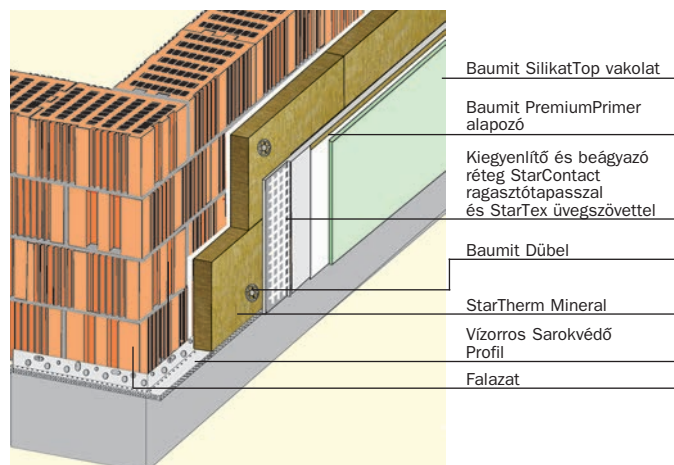 Baumit SilikatTop vakolat
Baumit PremiumPrimer
alapozó
Kiegyenlítő és beágyazó
réteg StarContact
ragasztótapasszal
és StarTex üvegszövettel
Baumit Dübel
StarTherm Mineral
Vízorros Sarokvédő
Profil
Falazat